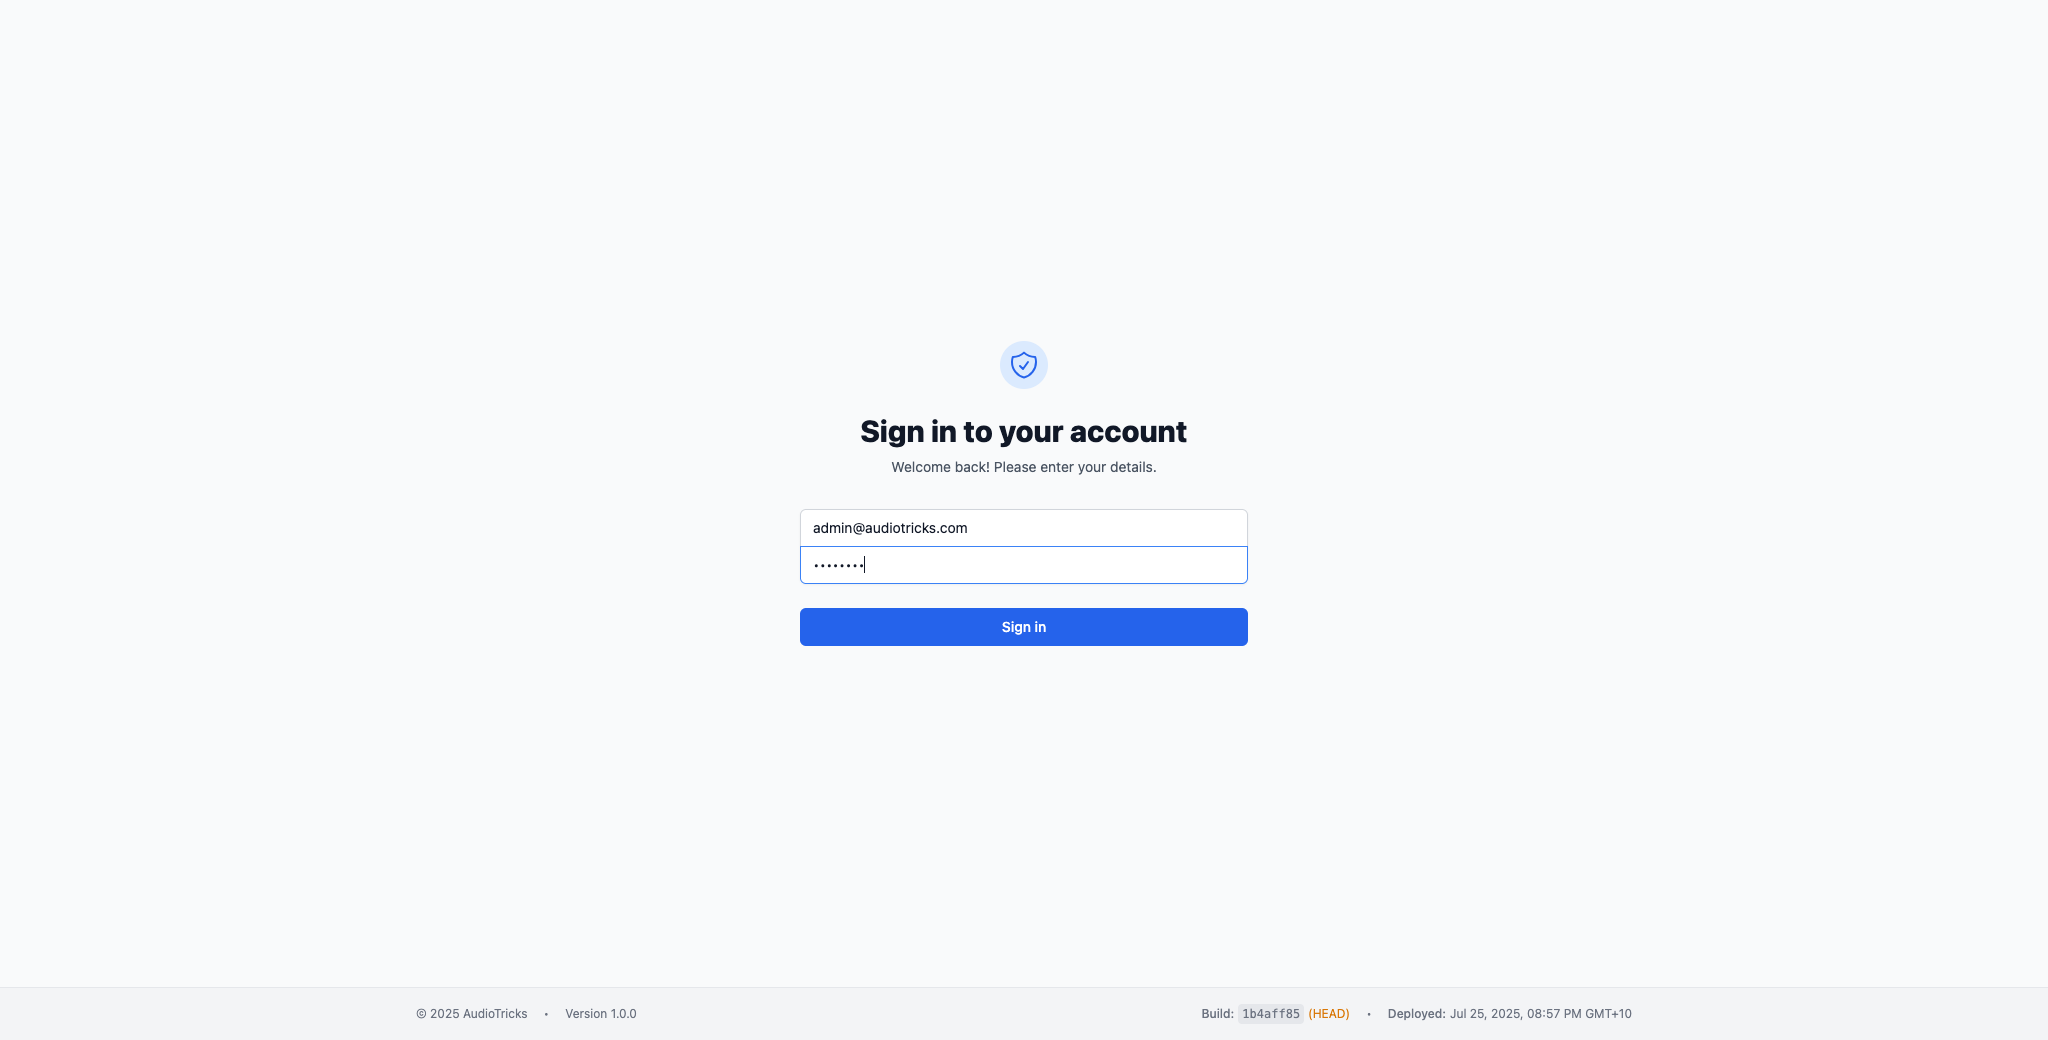 Sign in to your account
Welcome back! Please enter your details.
admin@audiotricks.com
••••••••
Sign in
© 2025 AudioTricks • Version 1.0.0
Build: 1b4aff85 (HEAD) • Deployed: Jul 25, 2025, 08:57 PM GMT+10